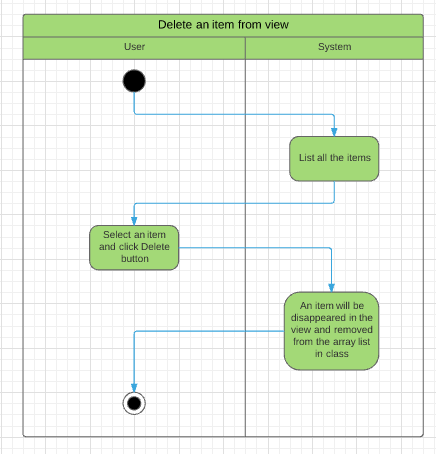 Delete an item from view
User
System
List all the items
Select an item
and click Delete
button
An item will be
disappeared in the
view and removed
from the array list
in class